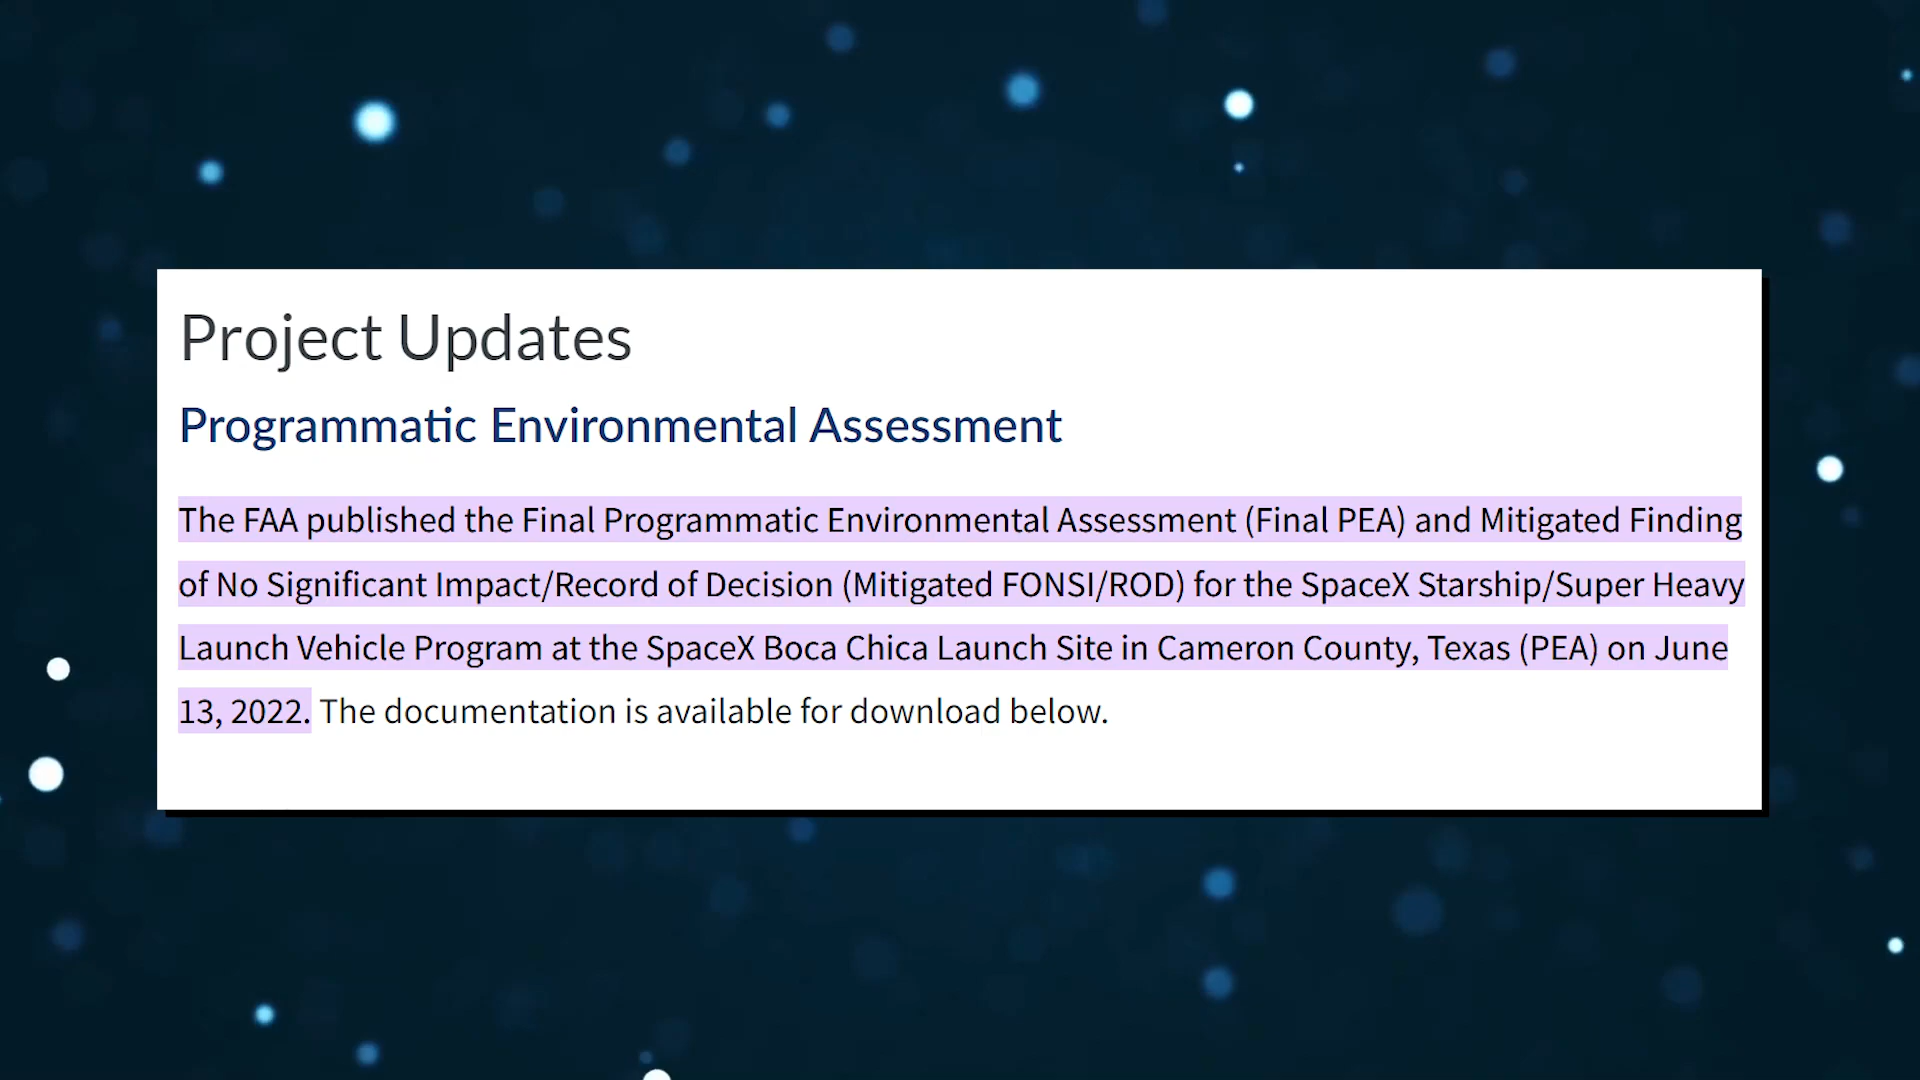 Project Updates
Programmatic Environmental Assessment
The FAA published the Final Programmatic Environmental Assessment (Final PEA) and Mitigated Finding
of No Significant Impact/Record of Decision (Mitigated FONSI/ROD) for the SpaceX Starship/Super Heavy
Launch Vehicle Program at the SpaceX Boca Chica Launch Site in Cameron County, Texas (PEA) on June
13, 2022. The documentation is available for download below.